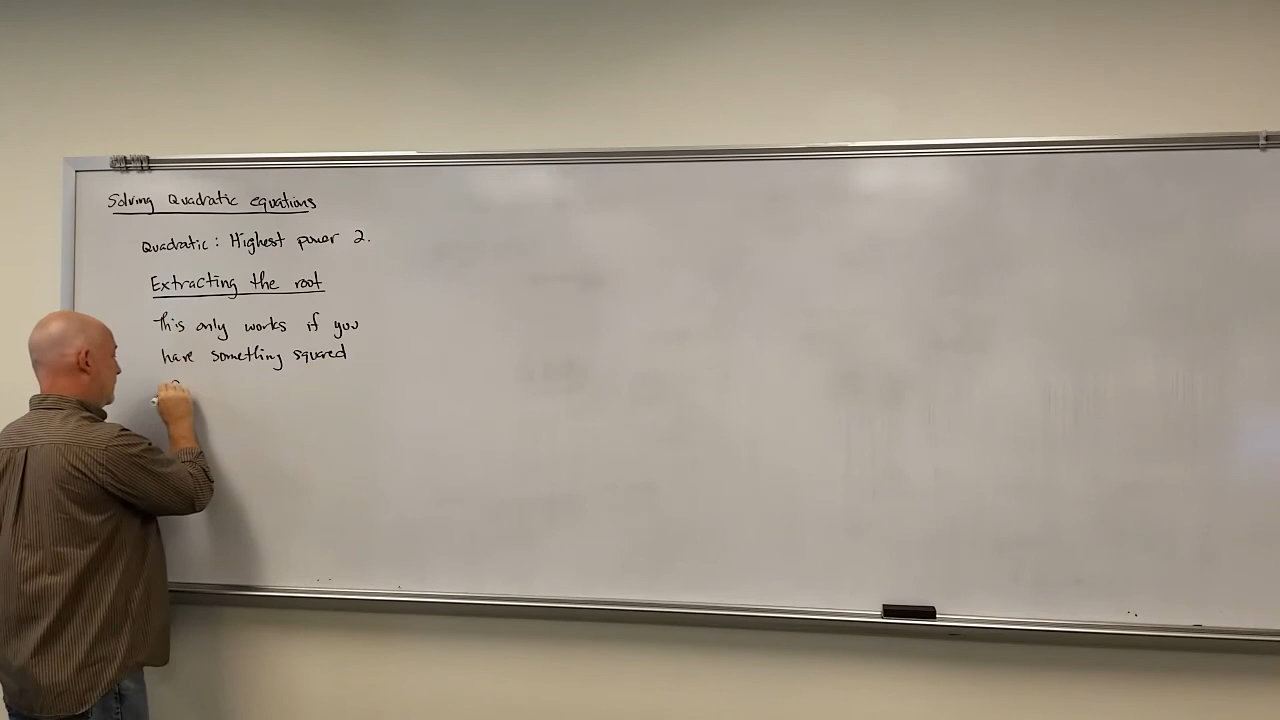 Solving Quadratic equations
Quadratic: Highest power 2.
Extracting the root
This only works if you
have something squared